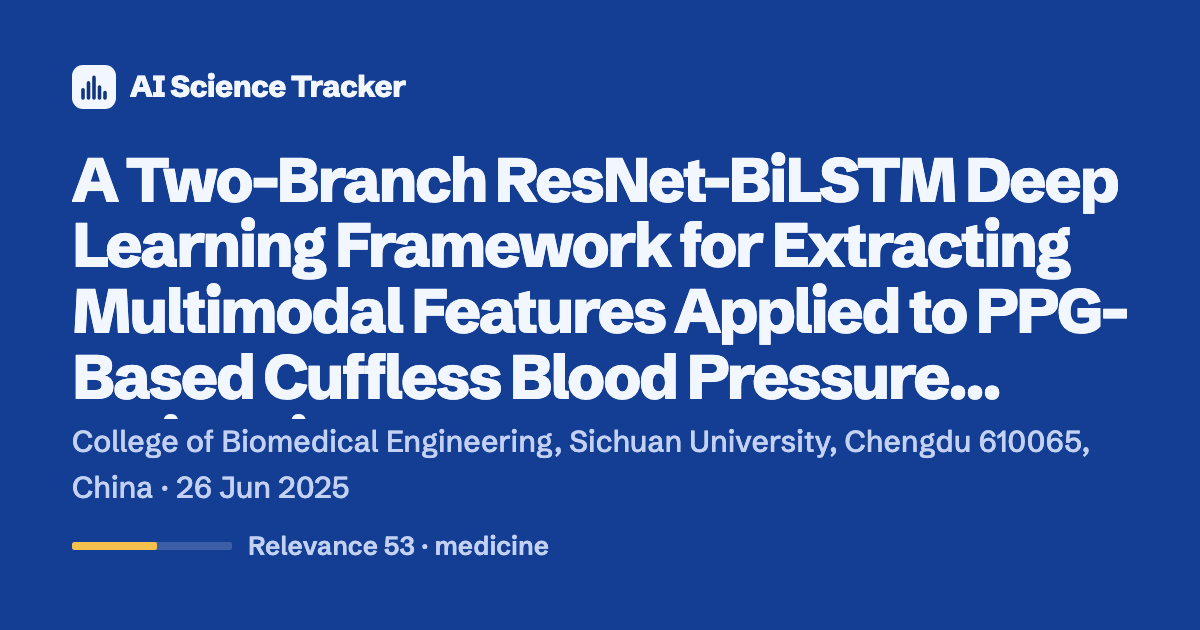 AI Science Tracker
A Two-Branch ResNet-BiLSTM Deep
Learning Framework for Extracting
Multimodal Features Applied to PPG-
Based Cuffless Blood Pressure...
College of Biomedical Engineering, Sichuan University, Chengdu 610065,
China · 26 Jun 2025
Relevance 53 · medicine